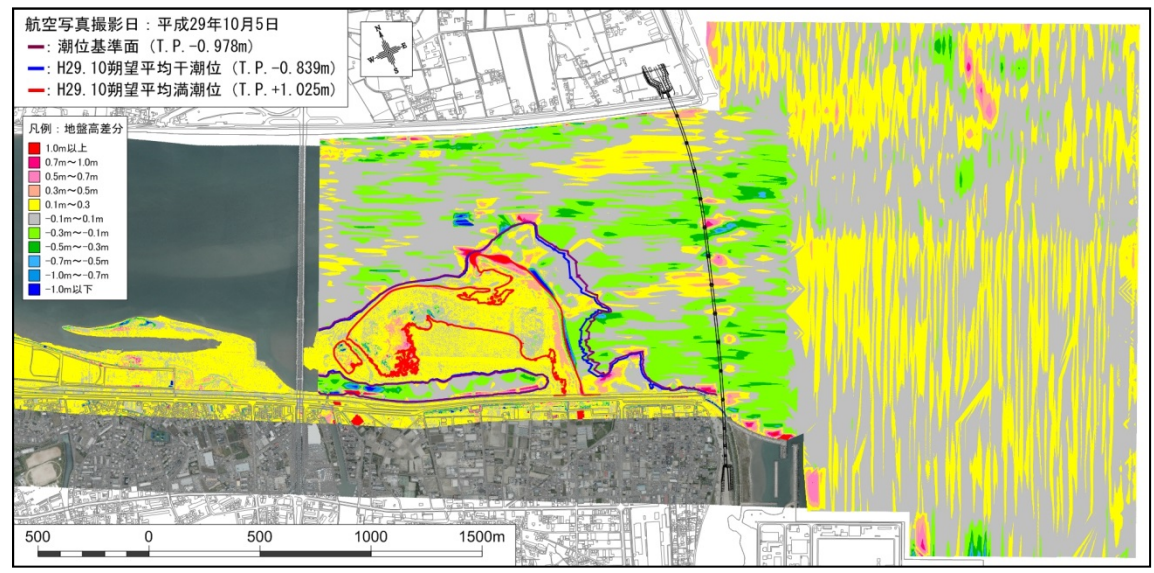 航空写真撮影日：平成29年10月5日
：潮位基準面（T.P.-0.978m）
：H29.10朔望平均干潮位（T.P.-0.839m）
：H29.10朔望平均満潮位（T.P.+1.025m）
N
E
W
S
凡例：地盤高差分
1.0m以上
0.7m～1.0m
0.5m～0.7m
0.3m～0.5m
0.1m～0.3
-0.1m～0.1m
-0.3m～-0.1m
-0.5m～-0.3m
-0.7m～-0.5m
-1.0m～-0.7m
-1.0m以下
500 0 500 1000 1500m